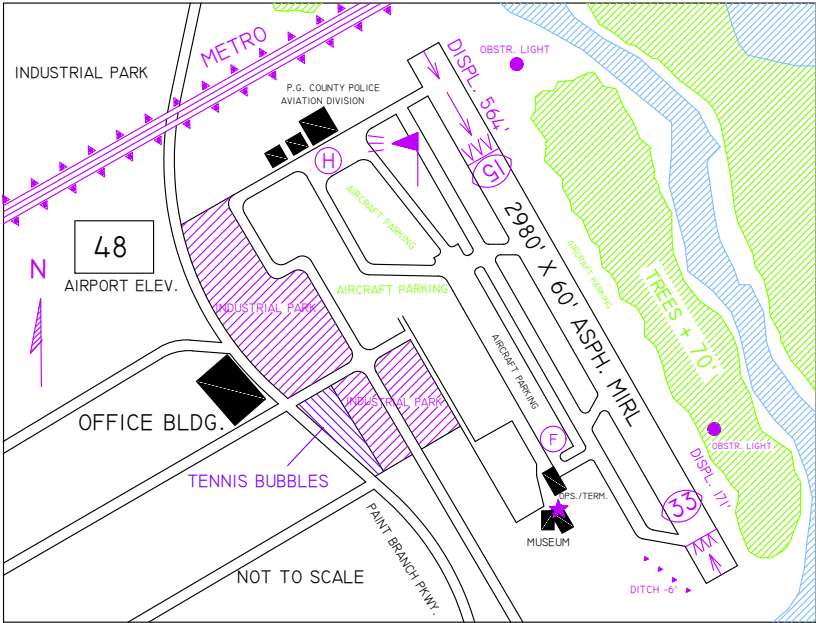 METRO
INDUSTRIAL PARK
P.G. COUNTY POLICE
AVIATION DIVISION
OBSTR. LIGHT
DISPL. 564'
H
15
48
AIRPORT ELEV.
N
AIRCRAFT PARKING
AIRCRAFT PARKING
AIRCRAFT PARKING
2980' X 60' ASPH. MIRL
TREES + 70'
INDUSTRIAL PARK
AIRCRAFT PARKING
INDUSTRIAL PARK
OFFICE BLDG.
F
OBSTR. LIGHT
TENNIS BUBBLES
DISPL. 171'
33
OPS./TERM.
MUSEUM
PAINT BRANCH PKWY.
NOT TO SCALE
DITCH -6'